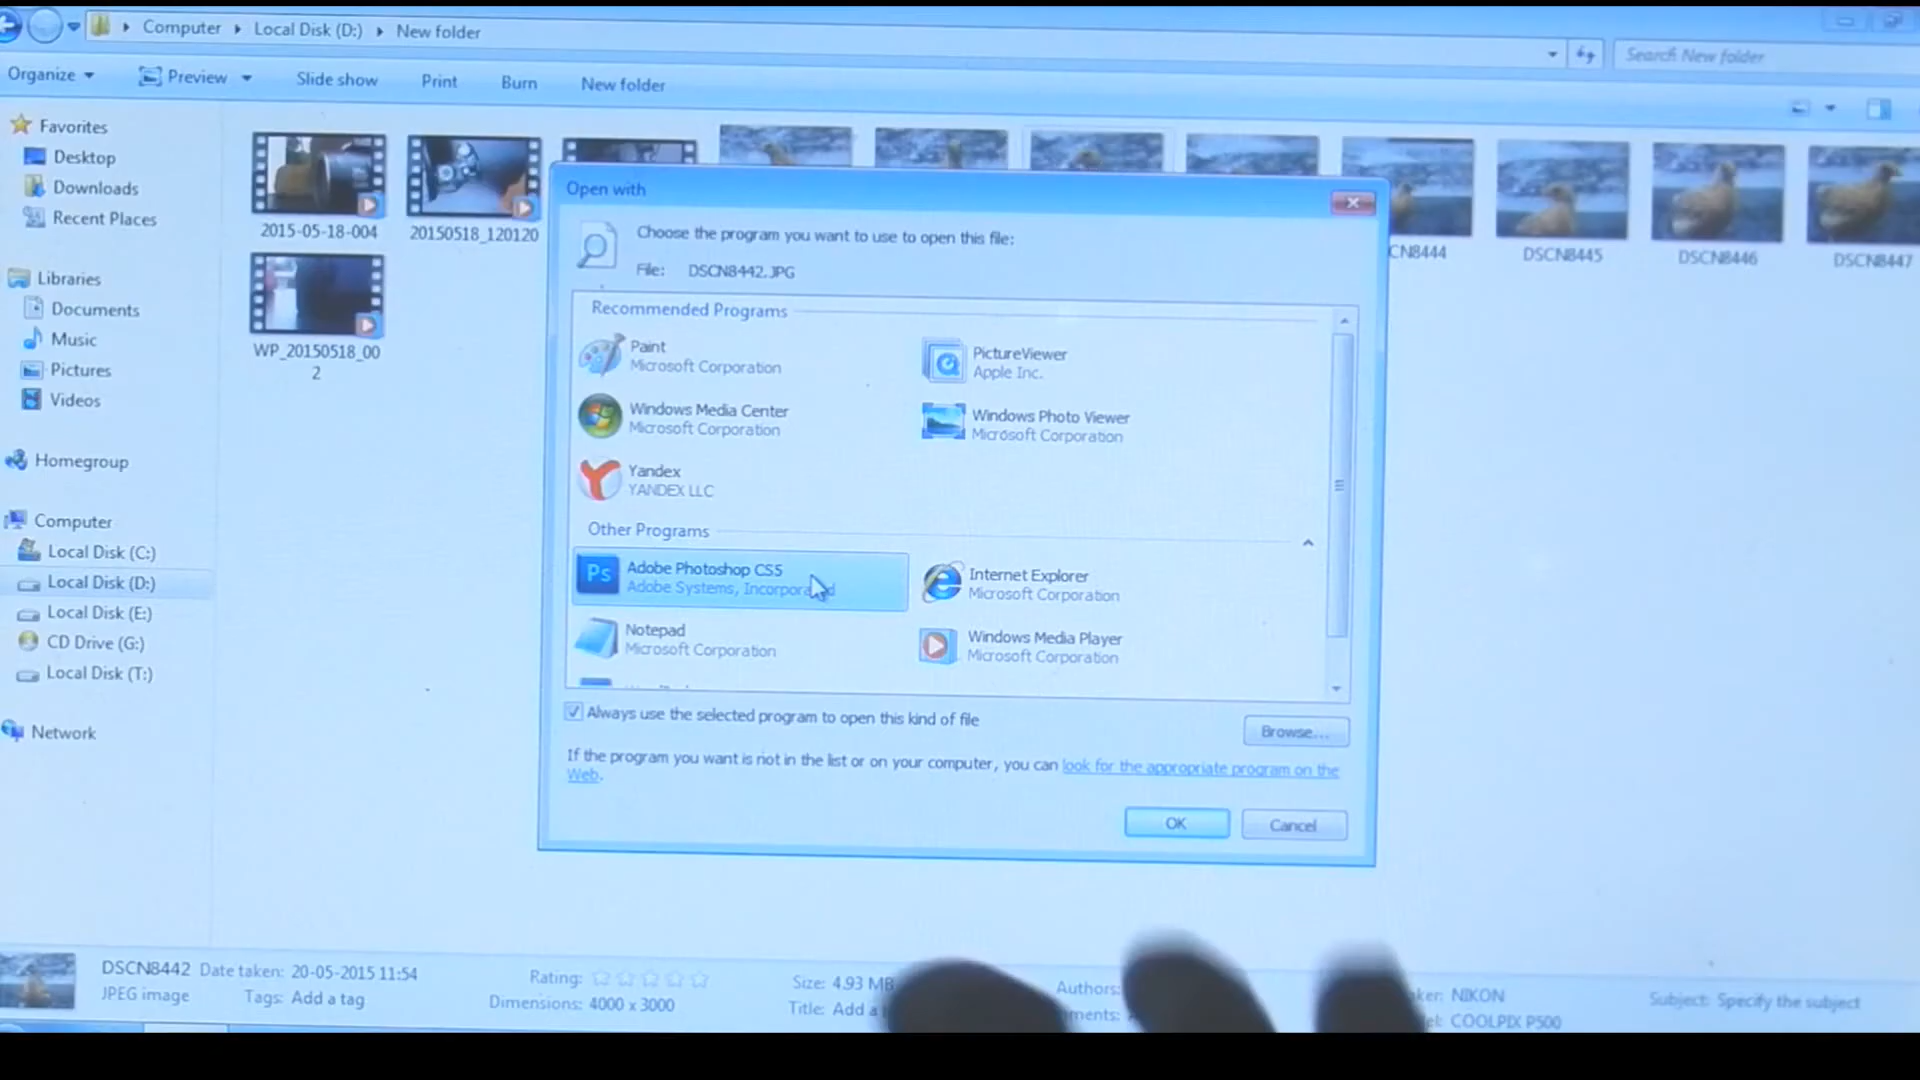 Computer Local Disk (D:) New folder
Search New folder
Organize Preview Slide show Print Burn New folder
Favorites
Desktop
Downloads
Recent Places
Libraries
Documents
Music
Pictures
Videos
Homegroup
Computer
Local Disk (C:)
Local Disk (D:)
Local Disk (E:)
CD Drive (G:)
Local Disk (T:)
Network
2015-05-18-004
20150518_120120
CN8444
DSCN8445
DSCN8446
DSCN8447
WP_20150518_00
2
Open with
Choose the program you want to use to open this file:
File: DSCN8442.JPG
Recommended Programs
Paint
Microsoft Corporation
PictureViewer
Apple Inc.
Windows Media Center
Microsoft Corporation
Windows Photo Viewer
Microsoft Corporation
Yandex
YANDEX LLC
Other Programs
Ps
Adobe Photoshop CS5
Adobe Systems, Incorporated
Internet Explorer
Microsoft Corporation
Notepad
Microsoft Corporation
Windows Media Player
Microsoft Corporation
Always use the selected program to open this kind of file
Browse...
If the program you want is not in the list or on your computer, you can look for the appropriate program on the
Web.
OK
Cancel
DSCN8442 Date taken: 20-05-2015 11:54
JPEG image Tags: Add a tag
Rating:
Dimensions: 4000 x 3000
Size: 4.93 MB
Title: Add a
Authors:
ments:
ker: NIKON
el: COOLPIX P500
Subject: Specify the subject